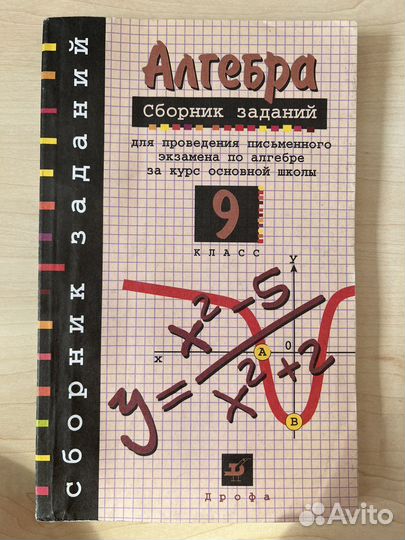 сборник заданий
Алгебра
Сборник заданий
для проведения письменного
экзамена по алгебре
за курс основной школы
9
КЛАСС
y
x
A
0
B
y = x² - 5 / x² + 2
Дрофа
Avito